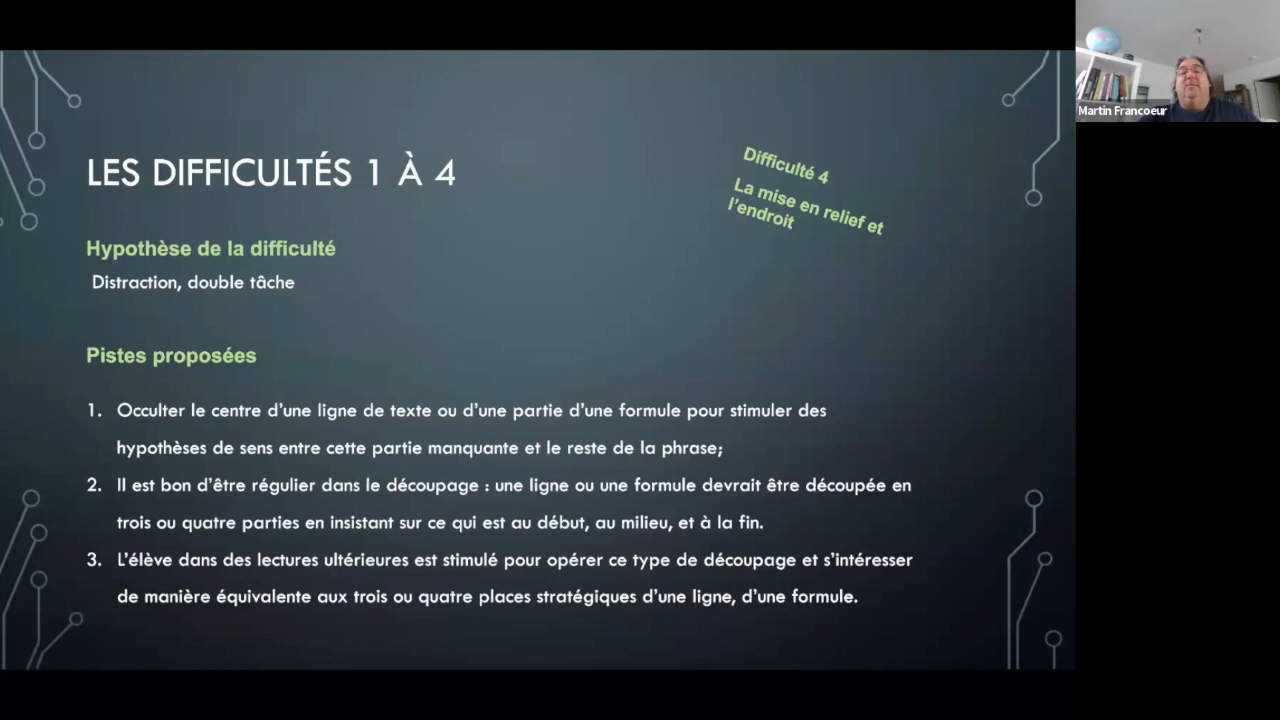 LES DIFFICULTÉS 1 À 4
Difficulté 4
La mise en relief et
l'endroit
Hypothèse de la difficulté
Distraction, double tâche
Pistes proposées
1. Occulter le centre d'une ligne de texte ou d'une partie d'une formule pour stimuler des
hypothèses de sens entre cette partie manquante et le reste de la phrase;
2. Il est bon d'être régulier dans le découpage : une ligne ou une formule devrait être découpée en
trois ou quatre parties en insistant sur ce qui est au début, au milieu, et à la fin.
3. L'élève dans des lectures ultérieures est stimulé pour opérer ce type de découpage et s'intéresser
de manière équivalente aux trois ou quatre places stratégiques d'une ligne, d'une formule.
Martin Francoeur